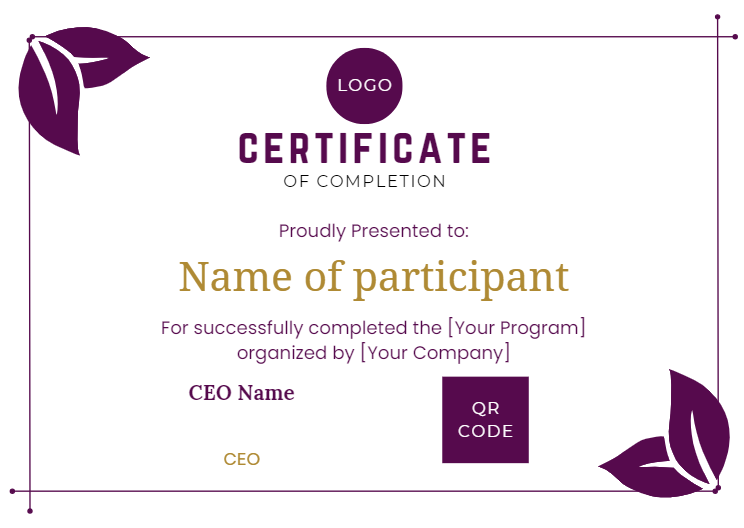 LOGO
CERTIFICATE
OF COMPLETION
Proudly Presented to:
Name of participant
For successfully completed the [Your Program]
organized by [Your Company]
CEO Name
CEO
QR
CODE